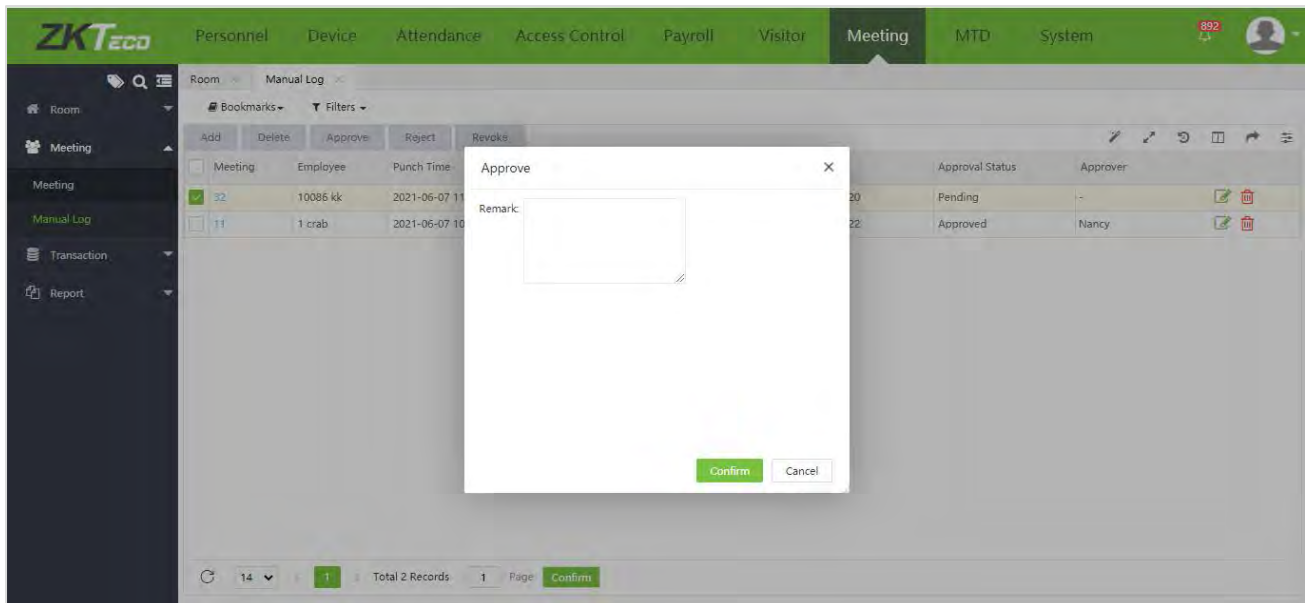 ZKTeco Personnel Device Attendance Access Control Payroll Visitor Meeting MTD System 892
Room Manual Log
Room Bookmarks Filters
Add Delete Approve Reject Revoke
Meeting
Meeting Employee Punch Time Approve Approval Status Approver
Meeting
32 10086 kk 2021-06-07 11 20 Pending -
Remark:
Manual Log
11 1 crab 2021-06-07 10 22 Approved Nancy
Transaction
Report
Confirm Cancel
14 1 Total 2 Records 1 Page Confirm